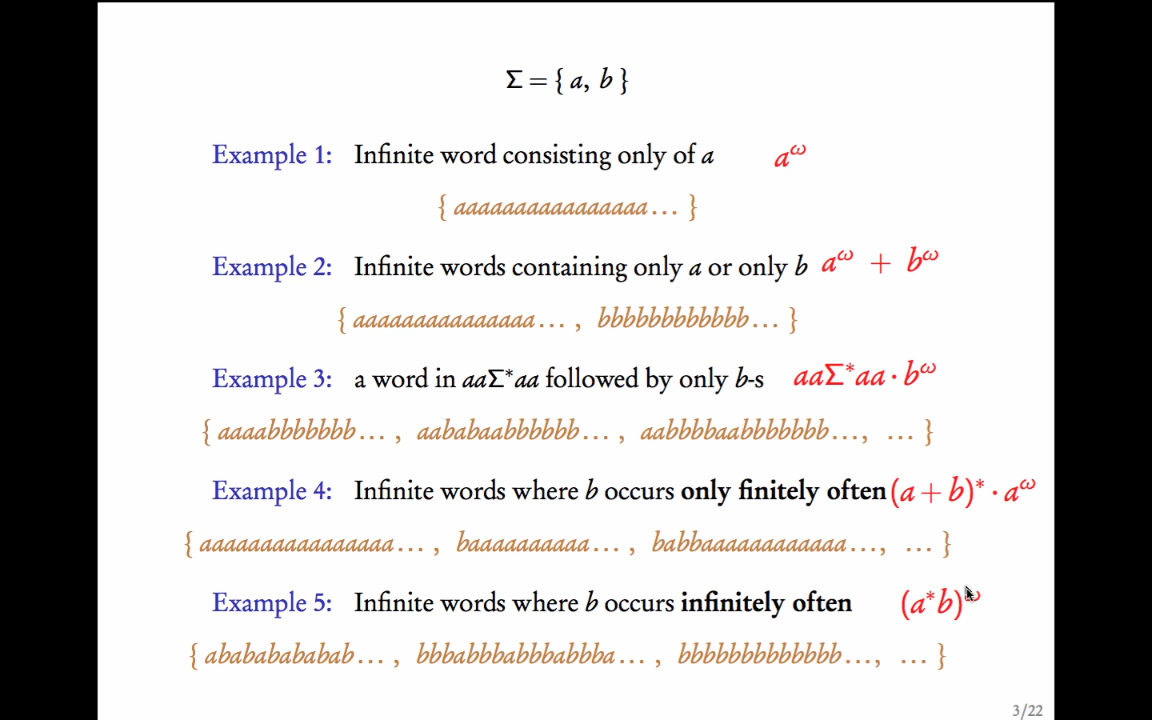 Σ = { a, b }
Example 1: Infinite word consisting only of a a^ω
{ aaaaaaaaaaaaaaaa... }
Example 2: Infinite words containing only a or only b a^ω + b^ω
{ aaaaaaaaaaaaaaa... , bbbbbbbbbbbb... }
Example 3: a word in aaΣ*aa followed by only b-s aaΣ*aa · b^ω
{ aaaabbbbbbb... , aababaabbbbbb... , aabbbbaabbbbbbb..., ... }
Example 4: Infinite words where b occurs only finitely often (a + b)* · a^ω
{ aaaaaaaaaaaaaaaa... , baaaaaaaaaa... , babbaaaaaaaaaaaa..., ... }
Example 5: Infinite words where b occurs infinitely often (a*b)^ω
{ abababababab... , bbbabbbabbbabbba... , bbbbbbbbbbbbb..., ... }
3/22